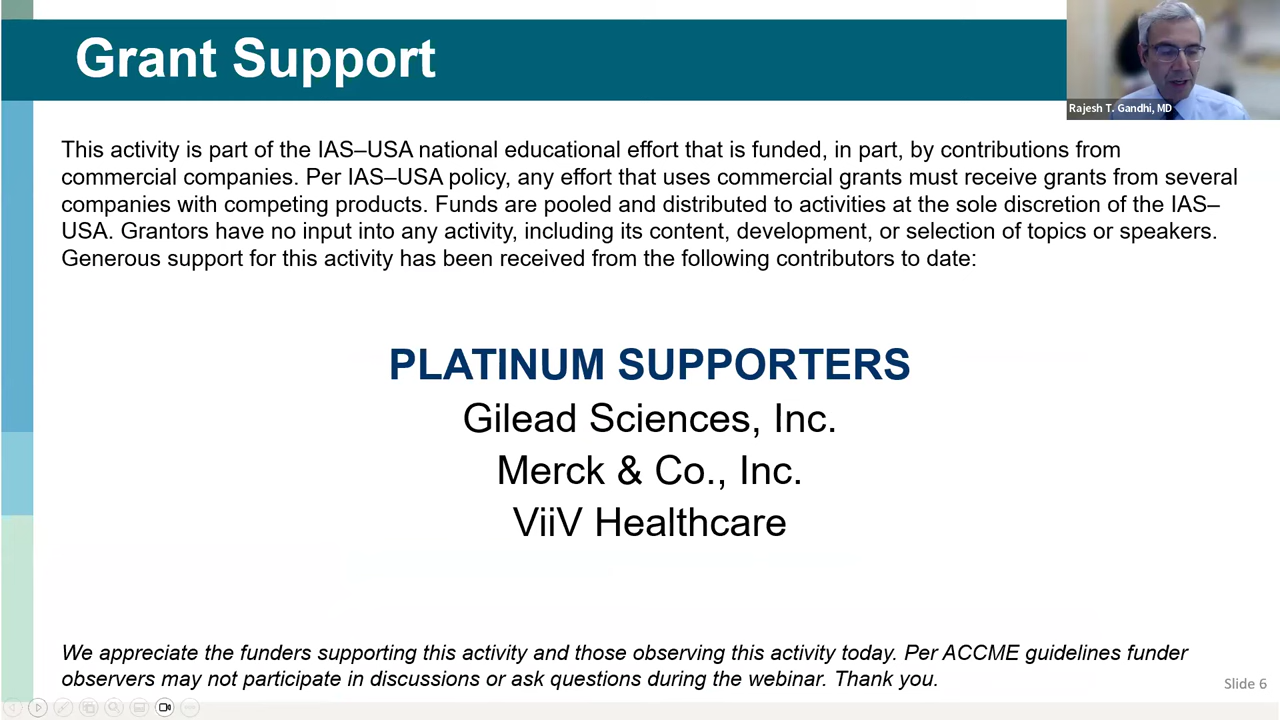 Grant Support
Rajesh T. Gandhi, MD
This activity is part of the IAS–USA national educational effort that is funded, in part, by contributions from
commercial companies. Per IAS–USA policy, any effort that uses commercial grants must receive grants from several
companies with competing products. Funds are pooled and distributed to activities at the sole discretion of the IAS–
USA. Grantors have no input into any activity, including its content, development, or selection of topics or speakers.
Generous support for this activity has been received from the following contributors to date:
PLATINUM SUPPORTERS
Gilead Sciences, Inc.
Merck & Co., Inc.
ViiV Healthcare
We appreciate the funders supporting this activity and those observing this activity today. Per ACCME guidelines funder
observers may not participate in discussions or ask questions during the webinar. Thank you.
Slide 6